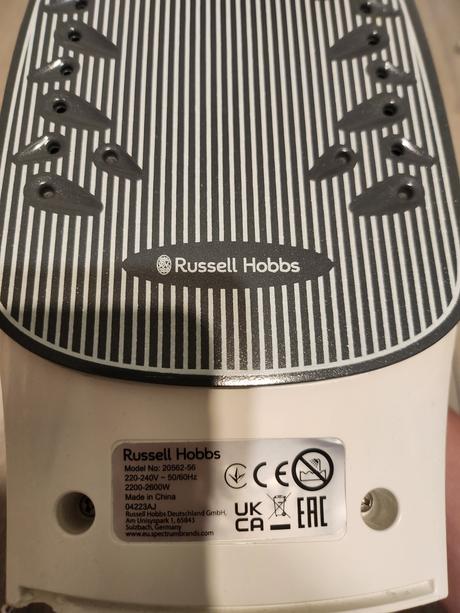 Russell Hobbs
Russell Hobbs
Model No: 20562-56
220-240V ~ 50/60Hz
2200-2600W
Made in China
04223AJ
Russell Hobbs Deutschland GmbH,
Am Unisyspark 1, 65843
Sulzbach, Germany
www.eu.spectrumbrands.com
CE
UK
CA
EAC